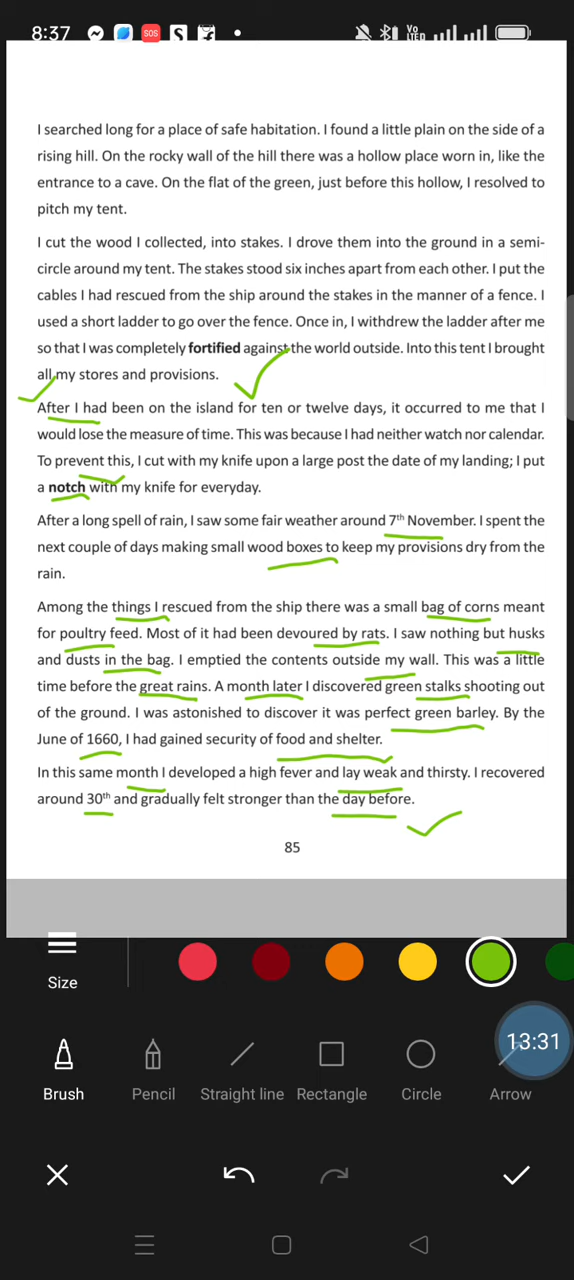 8:37
SOS
Vo
LTED
I searched long for a place of safe habitation. I found a little plain on the side of a
rising hill. On the rocky wall of the hill there was a hollow place worn in, like the
entrance to a cave. On the flat of the green, just before this hollow, I resolved to
pitch my tent.
I cut the wood I collected, into stakes. I drove them into the ground in a semi-
circle around my tent. The stakes stood six inches apart from each other. I put the
cables I had rescued from the ship around the stakes in the manner of a fence. I
used a short ladder to go over the fence. Once in, I withdrew the ladder after me
so that I was completely fortified against the world outside. Into this tent I brought
all my stores and provisions.
After I had been on the island for ten or twelve days, it occurred to me that I
would lose the measure of time. This was because I had neither watch nor calendar.
To prevent this, I cut with my knife upon a large post the date of my landing; I put
a notch with my knife for everyday.
After a long spell of rain, I saw some fair weather around 7th November. I spent the
next couple of days making small wood boxes to keep my provisions dry from the
rain.
Among the things I rescued from the ship there was a small bag of corns meant
for poultry feed. Most of it had been devoured by rats. I saw nothing but husks
and dusts in the bag. I emptied the contents outside my wall. This was a little
time before the great rains. A month later I discovered green stalks shooting out
of the ground. I was astonished to discover it was perfect green barley. By the
June of 1660, I had gained security of food and shelter.
In this same month I developed a high fever and lay weak and thirsty. I recovered
around 30th and gradually felt stronger than the day before.
85
Size
13:31
Brush
Pencil
Straight line
Rectangle
Circle
Arrow